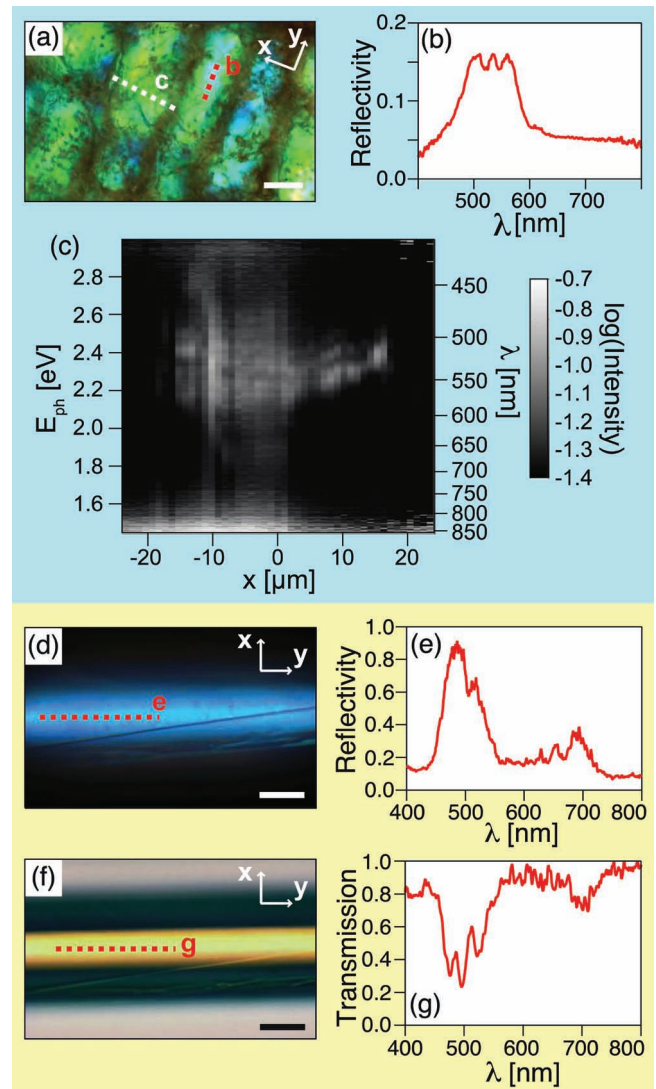 (a)
x
y
b
c
(b)
Reflectivity
0.2
0.1
0.0
500
600
700
λ [nm]
(c)
E_ph [eV]
2.8
2.6
2.4
2.2
2.0
1.8
1.6
-20
-10
0
10
20
x [µm]
450
500
550
600
650
700
750
800
850
λ [nm]
-0.7
-0.8
-0.9
-1.0
-1.1
-1.2
-1.3
-1.4
log(Intensity)
(d)
x
y
e
(e)
Reflectivity
1.0
0.8
0.6
0.4
0.2
0.0
400
500
600
700
800
λ [nm]
(f)
x
y
g
(g)
Transmission
1.0
0.8
0.6
0.4
0.2
0.0
400
500
600
700
800
λ [nm]